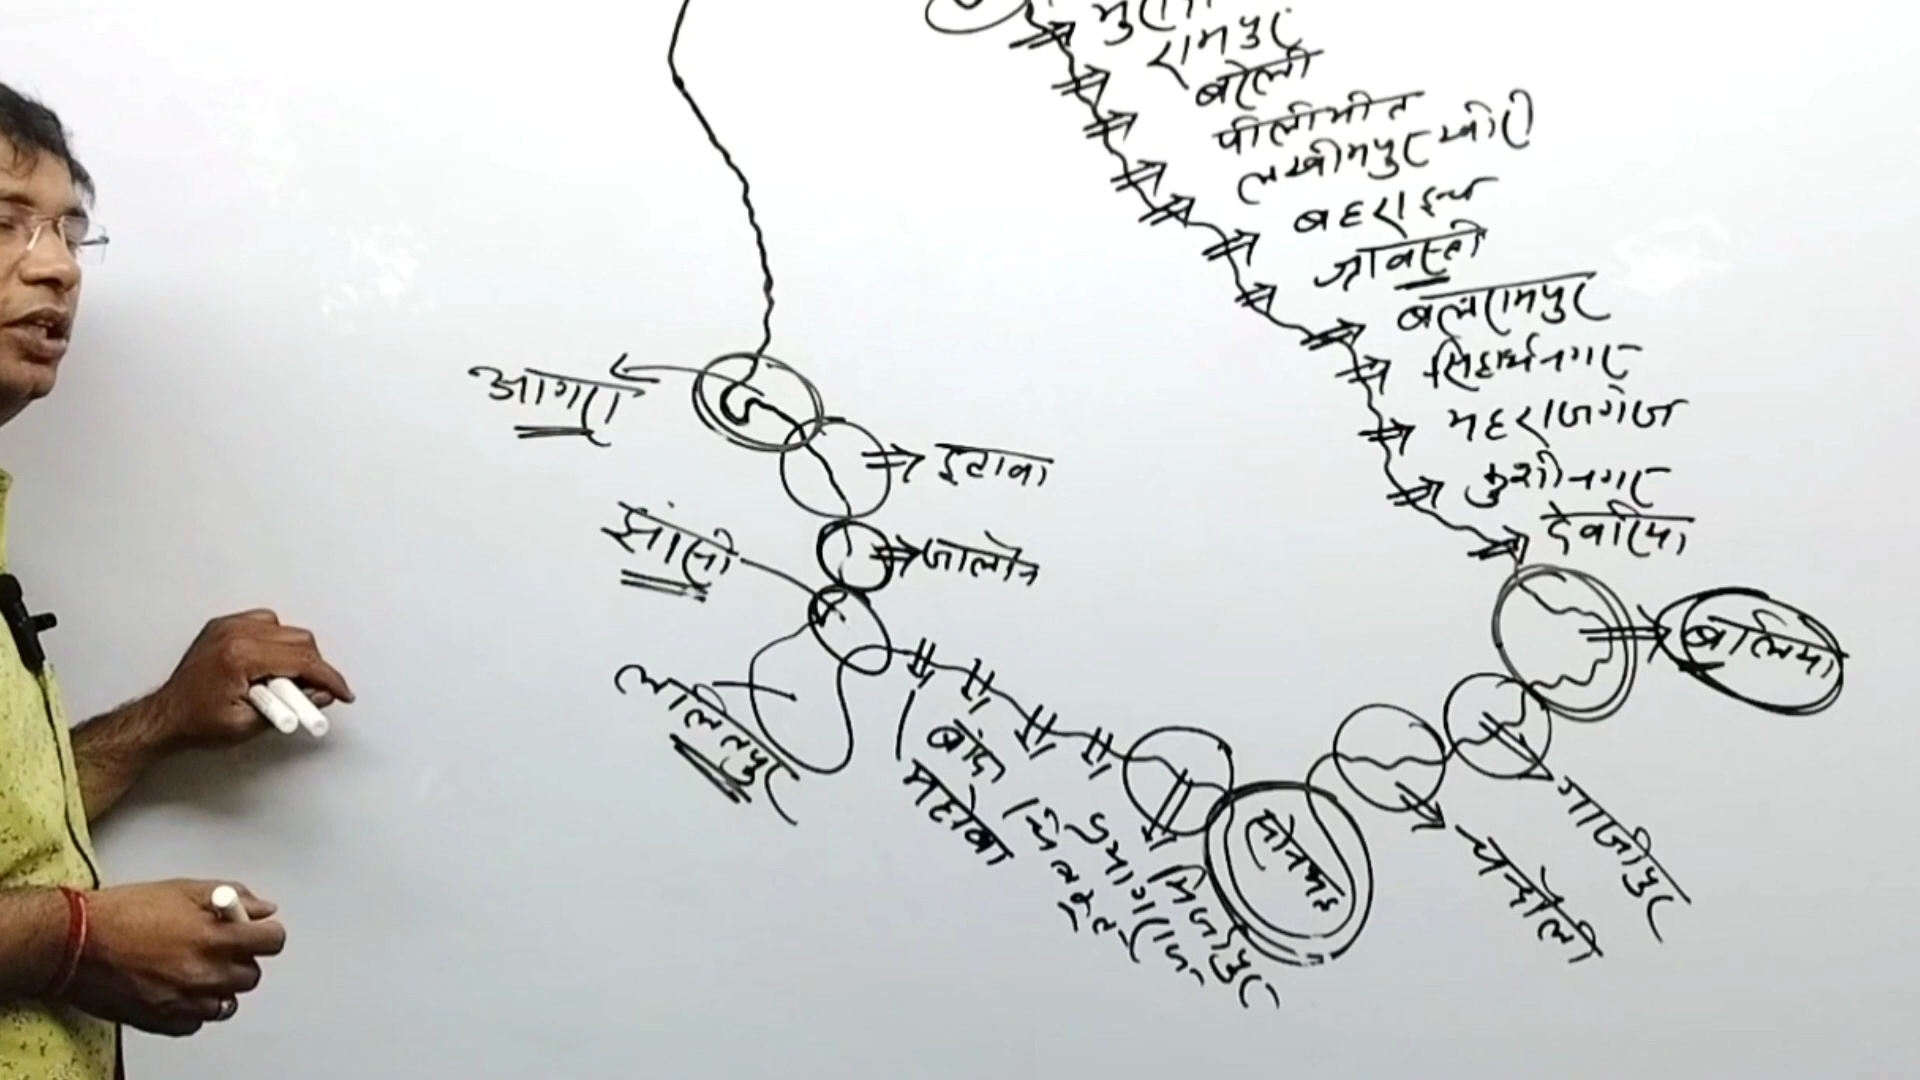 रामपुर
बरेली
पीलीभीत
लखीमपुर खीरी
बहराइच
श्रावस्ती
बलरामपुर
सिद्धार्थनगर
महराजगंज
कुशीनगर
देवरिया
बलिया
गाजीपुर
चन्दौली
सोनभद्र
मिर्जापुर
प्रयागराज
चित्रकूट
बांदा
महोबा
ललितपुर
झांसी
जालौन
इटावा
आगरा